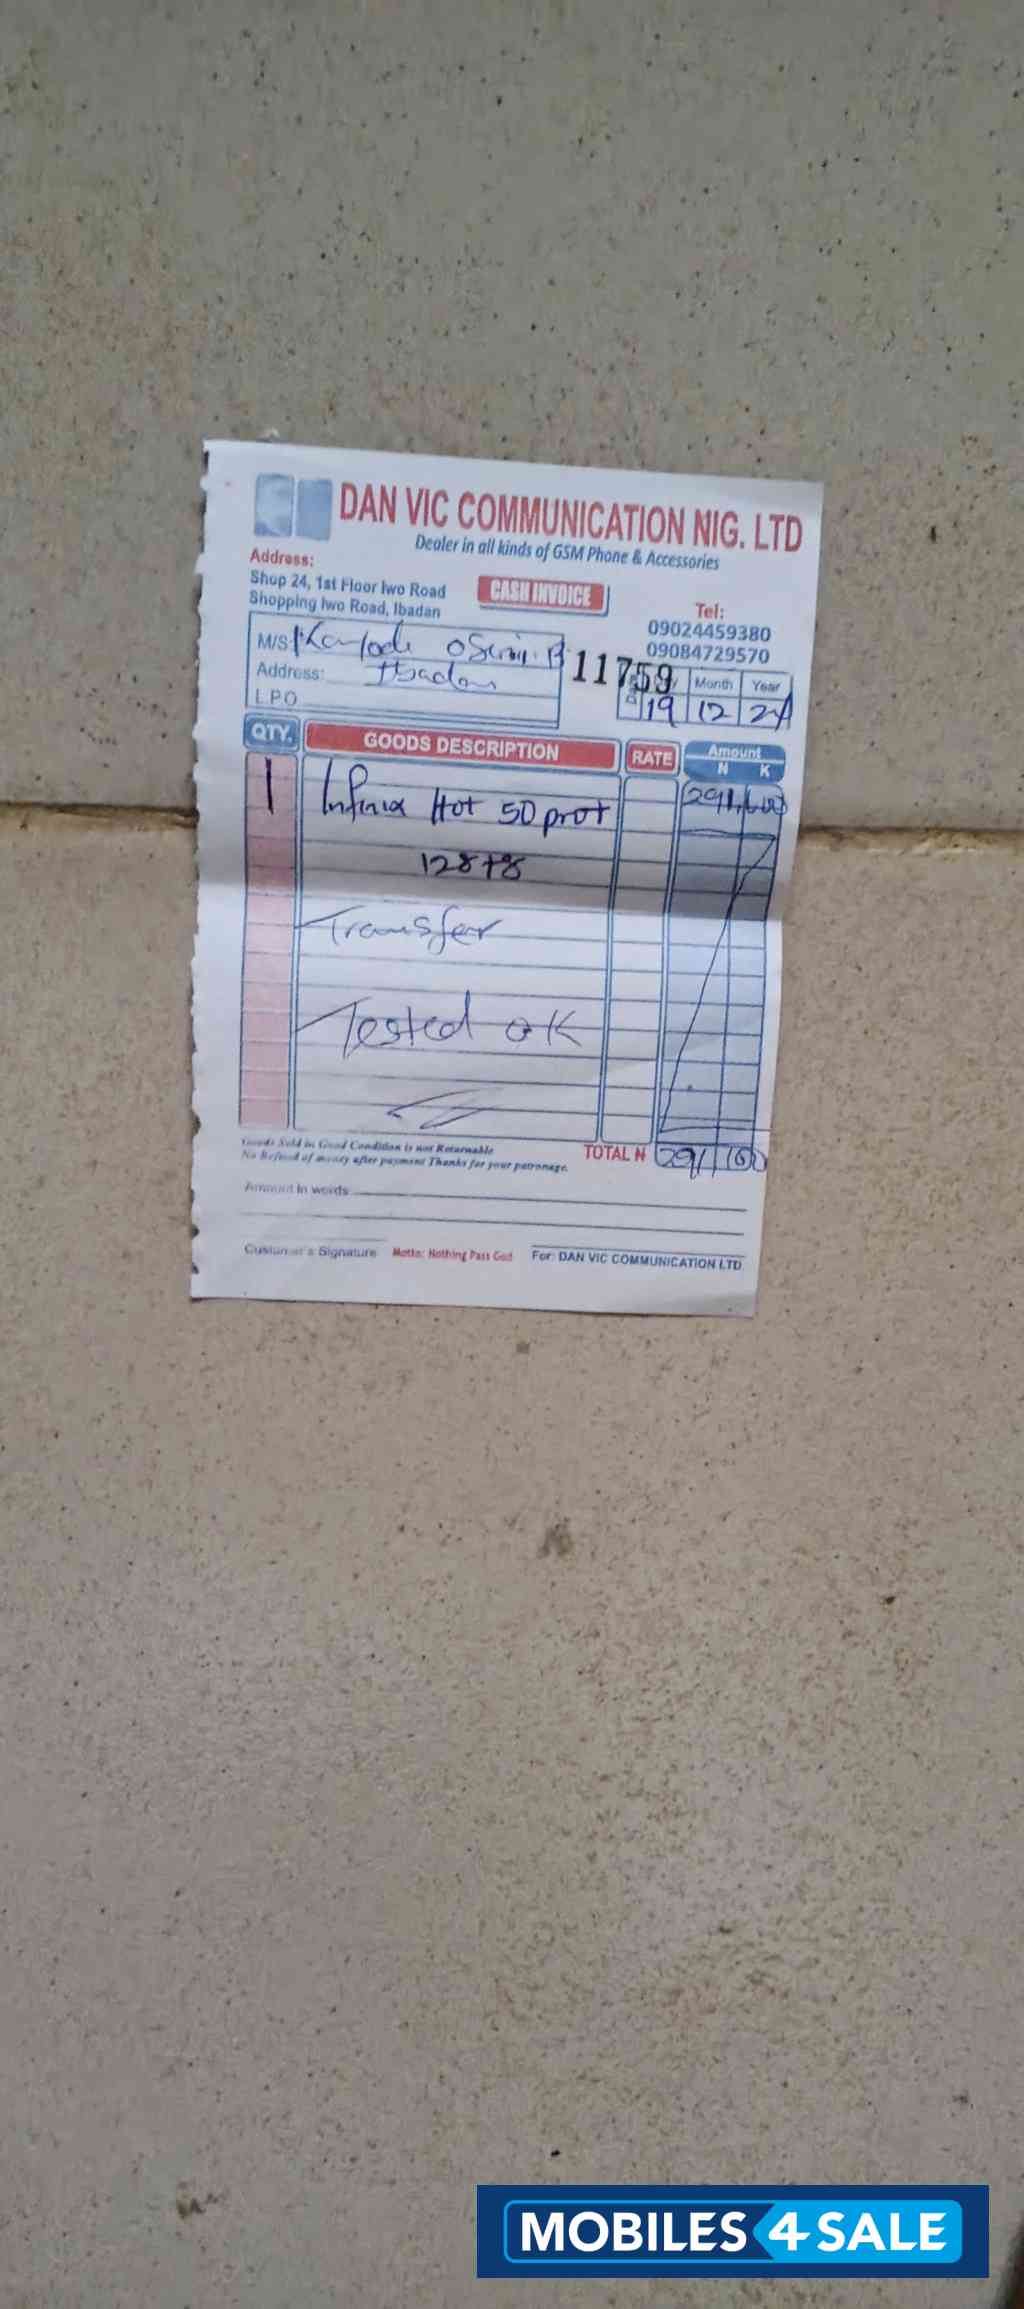 DAN VIC COMMUNICATION NIG. LTD
Dealer in all kinds of GSM Phone & Accessories
Address:
Shop 24, 1st Floor Iwo Road
Shopping Iwo Road, Ibadan
CASH INVOICE
Tel:
09024459380
09084729570
M/S
Address: Ibadan
L.P.O
11759
Month Year
19 12 24
QTY. GOODS DESCRIPTION RATE Amount
N K
1 Infinix Hot 50 pro+
128+8
Transfer
Tested ok
Goods Sold in Good Condition is not Returnable
No Refund of money after payment Thanks for your patronage.
TOTAL N
Amount in words
Customer's Signature Motto: Nothing Pass God For: DAN VIC COMMUNICATION LTD
MOBILES 4 SALE